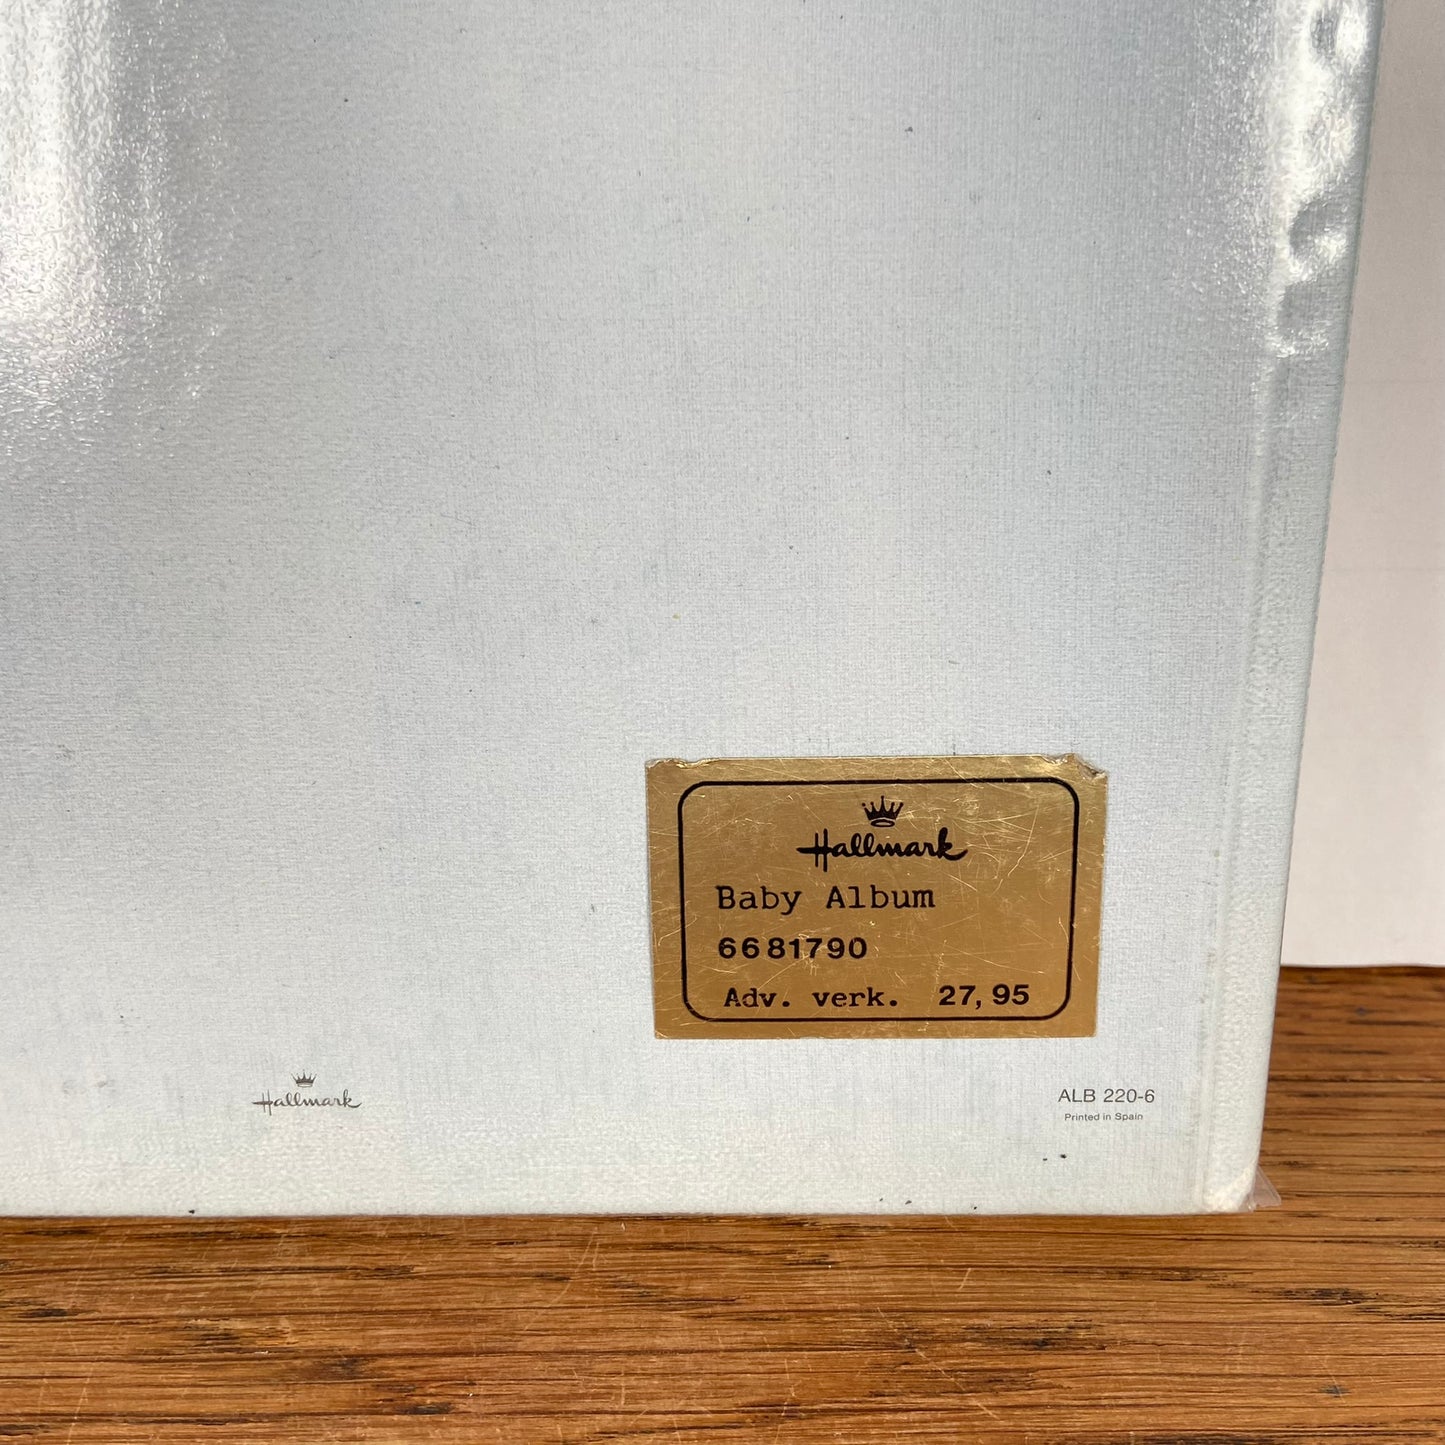 Hallmark
Baby Album
6681790
Adv. verk. 27,95
Hallmark
ALB 220-6
Printed in Spain